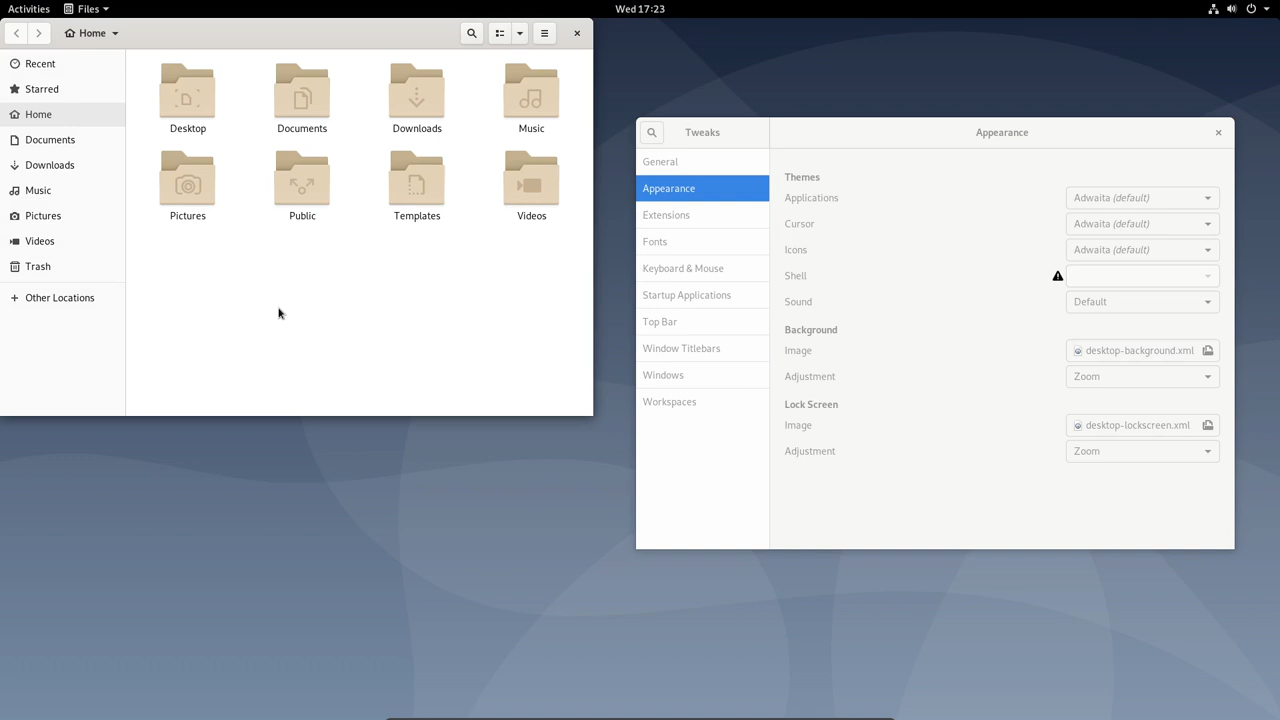 Activities Files Wed 17:23
Home
Recent
Starred
Home
Documents
Downloads
Music
Pictures
Videos
Trash
Other Locations
Desktop Documents Downloads Music
Pictures Public Templates Videos
Tweaks Appearance
General
Appearance
Extensions
Fonts
Keyboard & Mouse
Startup Applications
Top Bar
Window Titlebars
Windows
Workspaces
Themes
Applications Adwaita (default)
Cursor Adwaita (default)
Icons Adwaita (default)
Shell
Sound Default
Background
Image desktop-background.xml
Adjustment Zoom
Lock Screen
Image desktop-lockscreen.xml
Adjustment Zoom